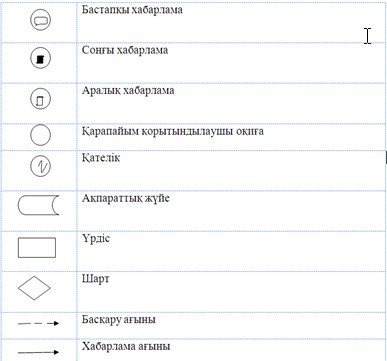 Бастапқы хабарлама
Соңғы хабарлама
Аралық хабарлама
Қарапайым қорытындылаушы оқиға
Қателік
Ақпараттық жүйе
Үрдіс
Шарт
Басқару ағыны
Хабарлама ағыны